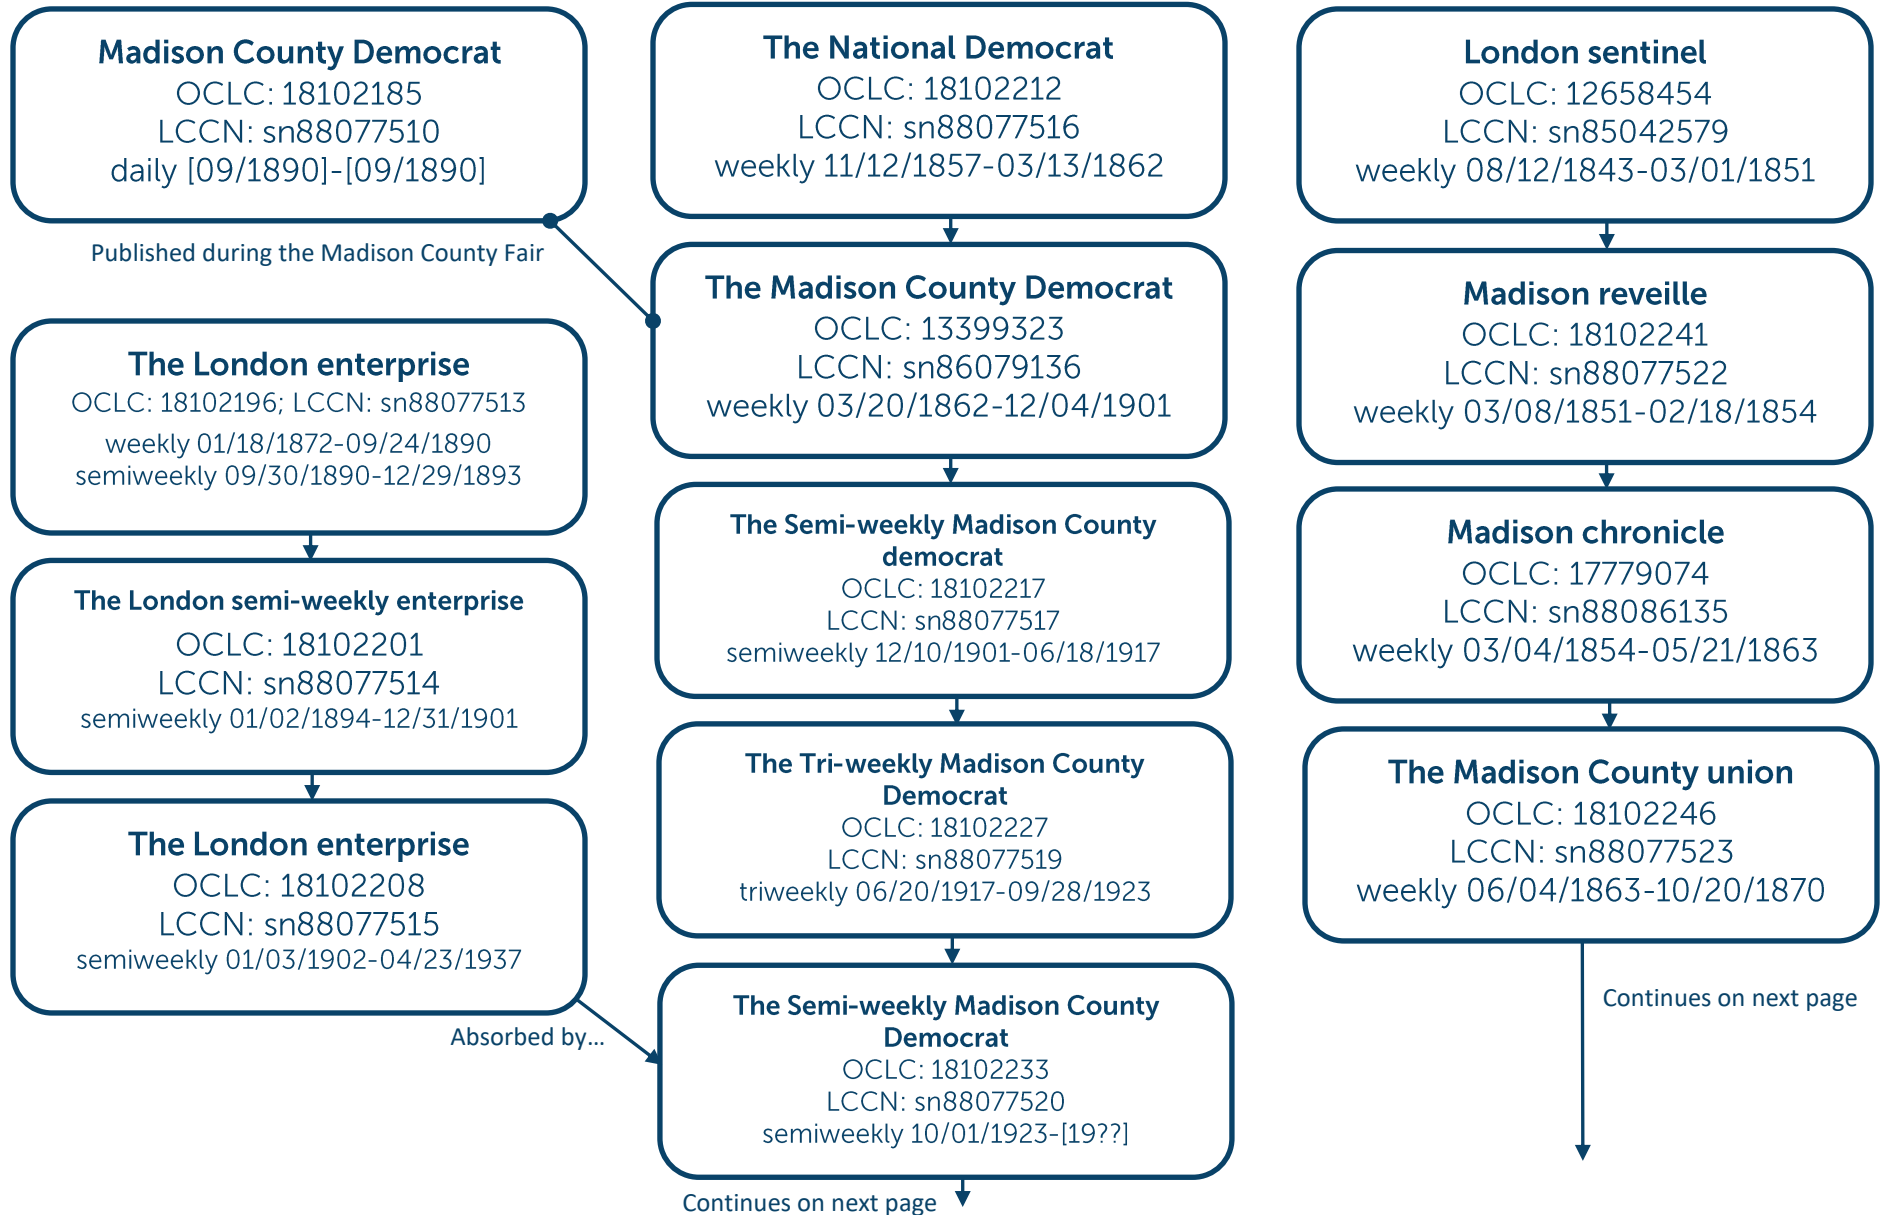 Madison County Democrat
OCLC: 18102185
LCCN: sn88077510
daily [09/1890]-[09/1890]
Published during the Madison County Fair
The London enterprise
OCLC: 18102196; LCCN: sn88077513
weekly 01/18/1872-09/24/1890
semiweekly 09/30/1890-12/29/1893
The London semi-weekly enterprise
OCLC: 18102201
LCCN: sn88077514
semiweekly 01/02/1894-12/31/1901
The London enterprise
OCLC: 18102208
LCCN: sn88077515
semiweekly 01/03/1902-04/23/1937
Absorbed by...
The National Democrat
OCLC: 18102212
LCCN: sn88077516
weekly 11/12/1857-03/13/1862
The Madison County Democrat
OCLC: 13399323
LCCN: sn86079136
weekly 03/20/1862-12/04/1901
The Semi-weekly Madison County
democrat
OCLC: 18102217
LCCN: sn88077517
semiweekly 12/10/1901-06/18/1917
The Tri-weekly Madison County
Democrat
OCLC: 18102227
LCCN: sn88077519
triweekly 06/20/1917-09/28/1923
The Semi-weekly Madison County
Democrat
OCLC: 18102233
LCCN: sn88077520
semiweekly 10/01/1923-[19??]
Continues on next page
London sentinel
OCLC: 12658454
LCCN: sn85042579
weekly 08/12/1843-03/01/1851
Madison reveille
OCLC: 18102241
LCCN: sn88077522
weekly 03/08/1851-02/18/1854
Madison chronicle
OCLC: 17779074
LCCN: sn88086135
weekly 03/04/1854-05/21/1863
The Madison County union
OCLC: 18102246
LCCN: sn88077523
weekly 06/04/1863-10/20/1870
Continues on next page